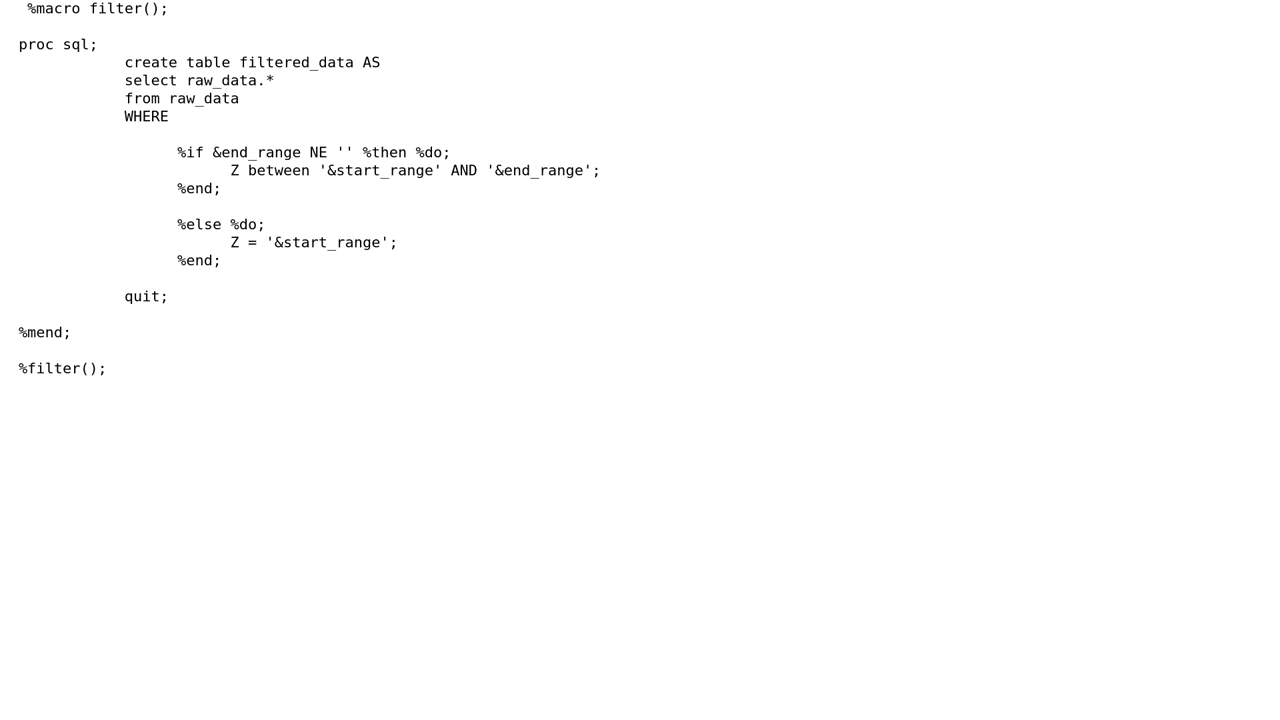 %macro filter();
proc sql;
create table filtered_data AS
select raw_data.*
from raw_data
WHERE
%if &end_range NE '' %then %do;
Z between '&start_range' AND '&end_range';
%end;
%else %do;
Z = '&start_range';
%end;
quit;
%mend;
%filter();